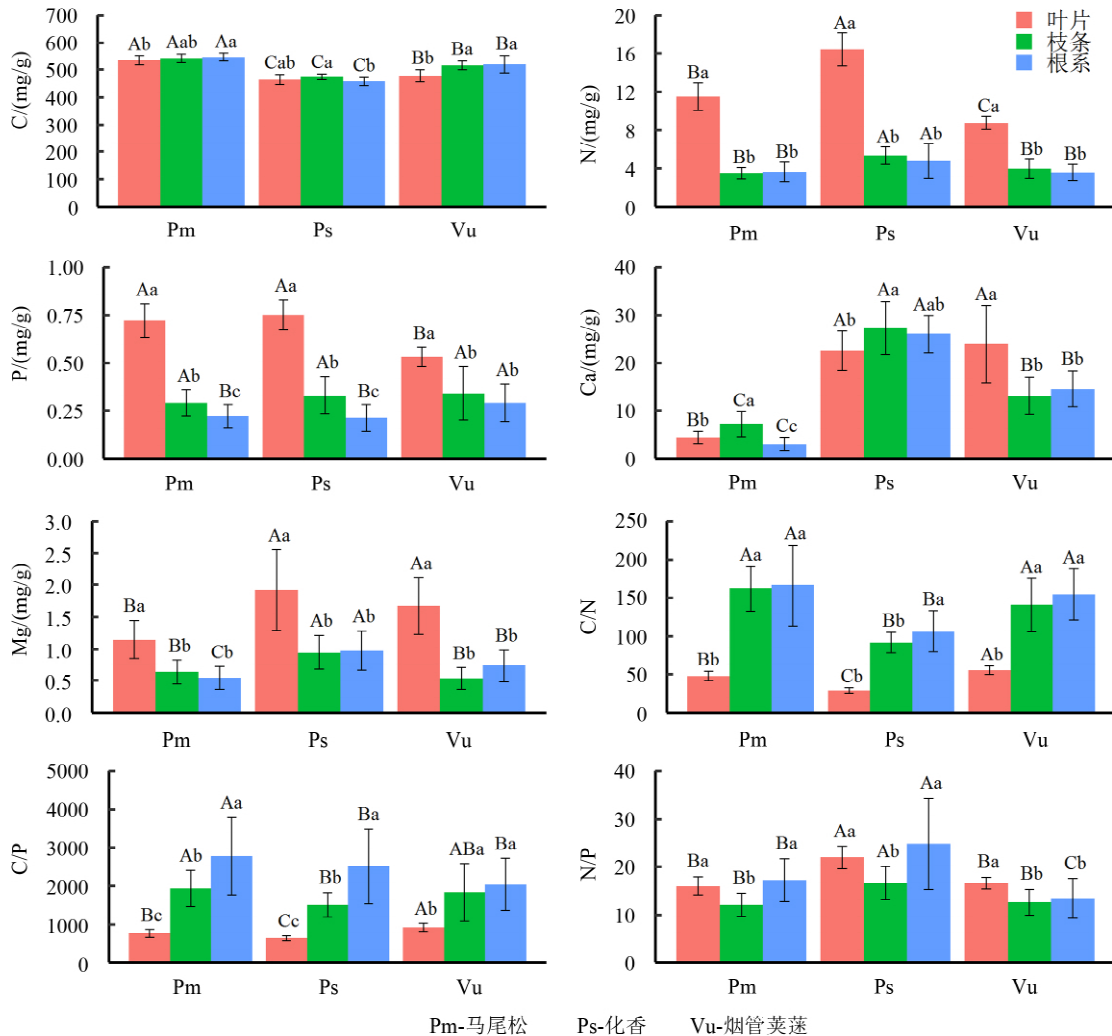 700
600
500
400
300
200
100
0
C/(mg/g)
Ab Aab Aa Cab Ca Cb Bb Ba Ba
Pm Ps Vu
20
16
12
8
4
0
N/(mg/g)
Ba Bb Bb Aa Ab Ab Ca Bb Bb
Pm Ps Vu
叶片
枝条
根系
1.00
0.75
0.50
0.25
0.00
P/(mg/g)
Aa Ab Bc Aa Ab Bc Ba Ab Ab
Pm Ps Vu
40
30
20
10
0
Ca/(mg/g)
Bb Ca Cc Ab Aa Aab Aa Bb Bb
Pm Ps Vu
3.0
2.5
2.0
1.5
1.0
0.5
0.0
Mg/(mg/g)
Ba Bb Cb Aa Ab Ab Aa Bb Bb
Pm Ps Vu
250
200
150
100
50
0
C/N
Bb Aa Aa Cb Bb Ba Ab Aa Aa
Pm Ps Vu
5000
4000
3000
2000
1000
0
C/P
Bc Ab Aa Cc Bb Ba Ab ABa Ba
Pm Ps Vu
40
30
20
10
0
N/P
Ba Bb Ba Aa Ab Aa Ba Bb Cb
Pm Ps Vu
Pm-马尾松 Ps-化香 Vu-烟管荚蒾